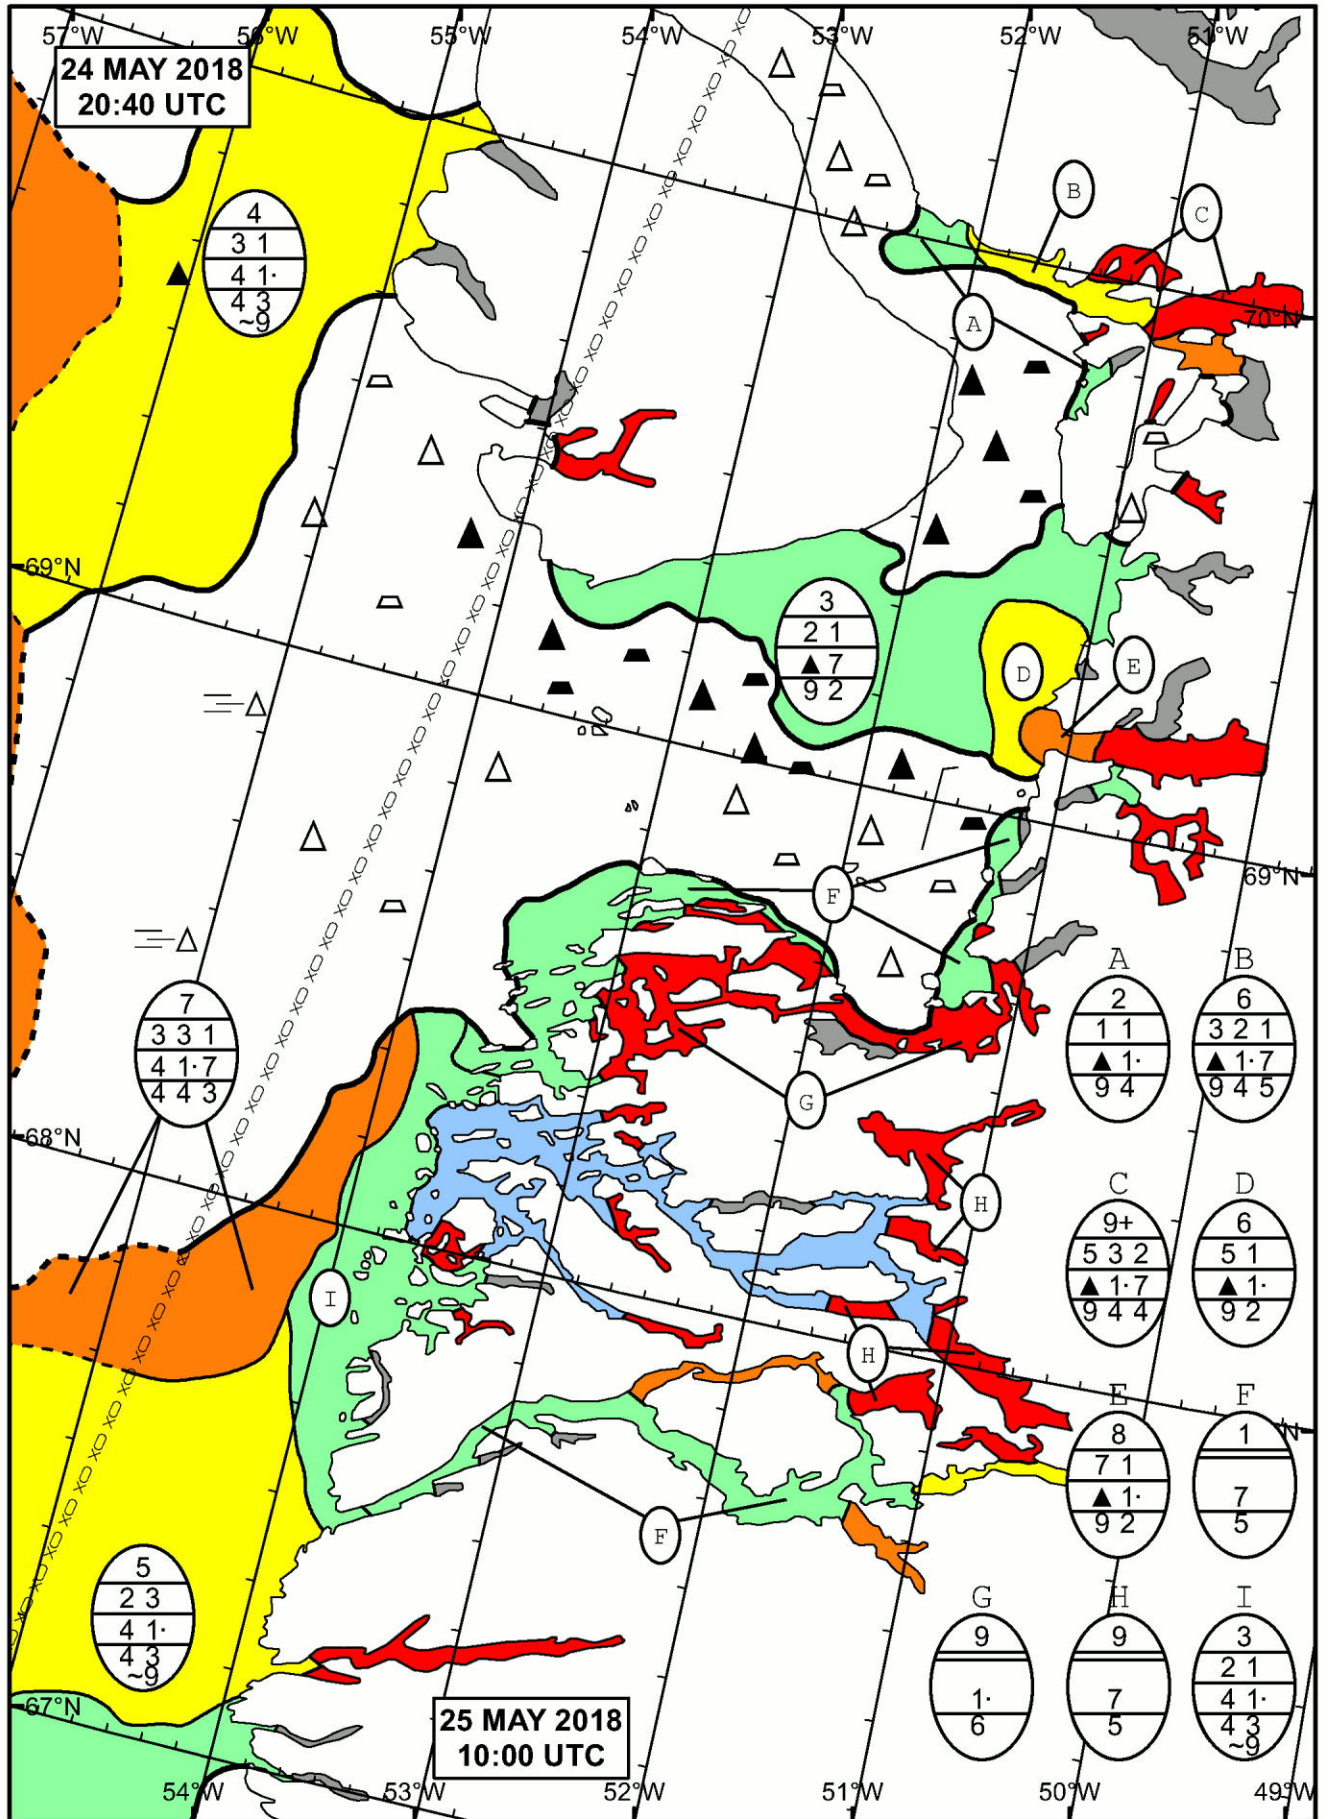 57°W 56°W 55°W 54°W 53°W 52°W 51°W
24 MAY 2018
20:40 UTC
B
C
4
3 1
4 1·
4 3
~9
A
70°N
69°N
3
2 1
▲ 7
9 2
D
E
F
69°N
7
3 3 1
4 1·7
4 4 3
A
2
1 1
▲ 1·
9 4
B
6
3 2 1
▲ 1·7
9 4 5
G
68°N
H
C
9+
5 3 2
▲ 1·7
9 4 4
D
6
5 1
▲ 1·
9 2
I
H
E
8
7 1
▲ 1·
9 2
F
1
7
5
N
F
5
2 3
4 1·
4 3
~9
G
9
1·
6
H
9
7
5
I
3
2 1
4 1·
4 3
~9
67°N
25 MAY 2018
10:00 UTC
54°W 53°W 52°W 51°W 50°W 49°W